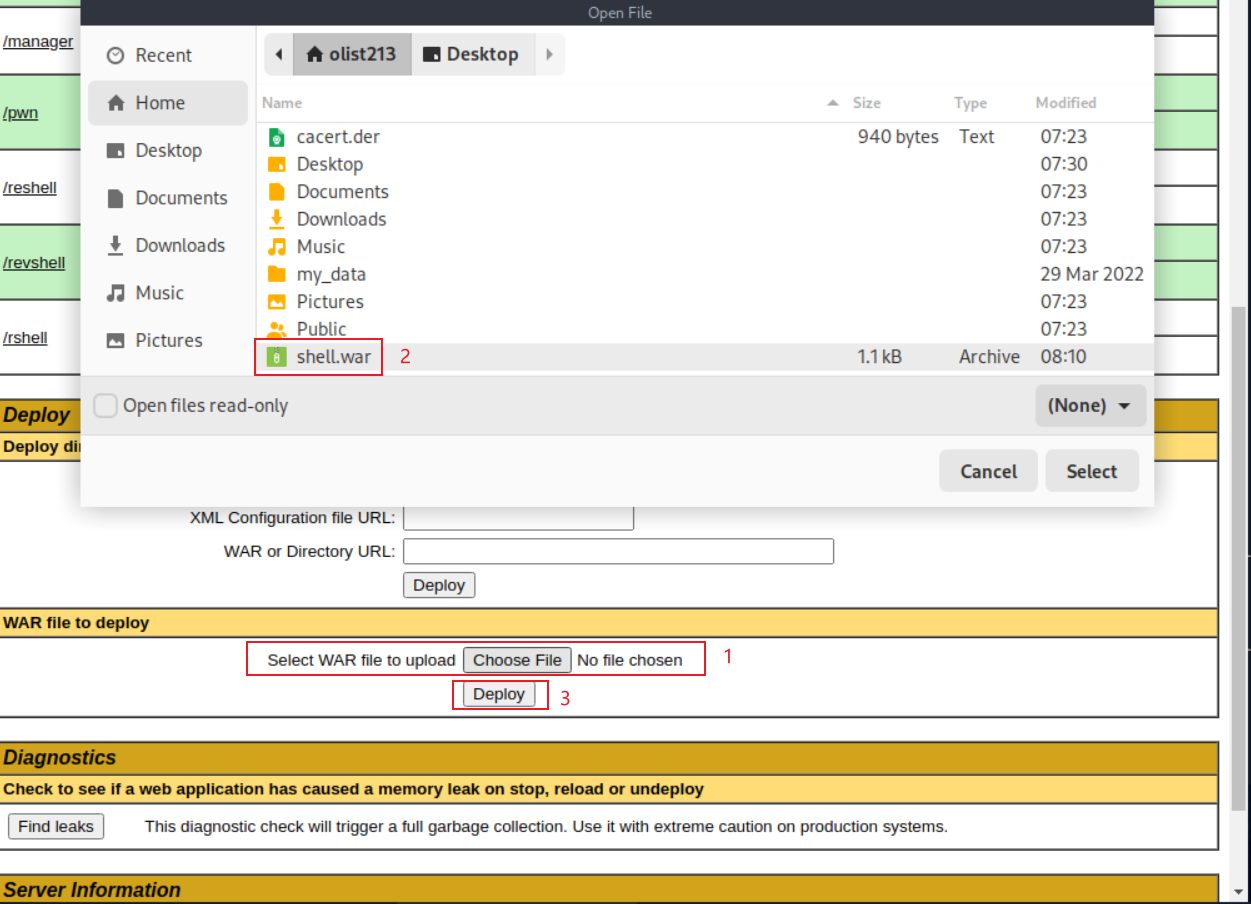 Open File
/manager
/pwn
/reshell
/revshell
/rshell
Recent
Home
Desktop
Documents
Downloads
Music
Pictures
olist213 Desktop
Name Size Type Modified
cacert.der 940 bytes Text 07:23
Desktop 07:30
Documents 07:23
Downloads 07:23
Music 07:23
my_data 29 Mar 2022
Pictures 07:23
Public 07:23
shell.war 2 1.1 kB Archive 08:10
Open files read-only (None)
Cancel Select
Deploy
Deploy di
XML Configuration file URL:
WAR or Directory URL:
Deploy
WAR file to deploy
Select WAR file to upload Choose File No file chosen 1
Deploy 3
Diagnostics
Check to see if a web application has caused a memory leak on stop, reload or undeploy
Find leaks This diagnostic check will trigger a full garbage collection. Use it with extreme caution on production systems.
Server Information